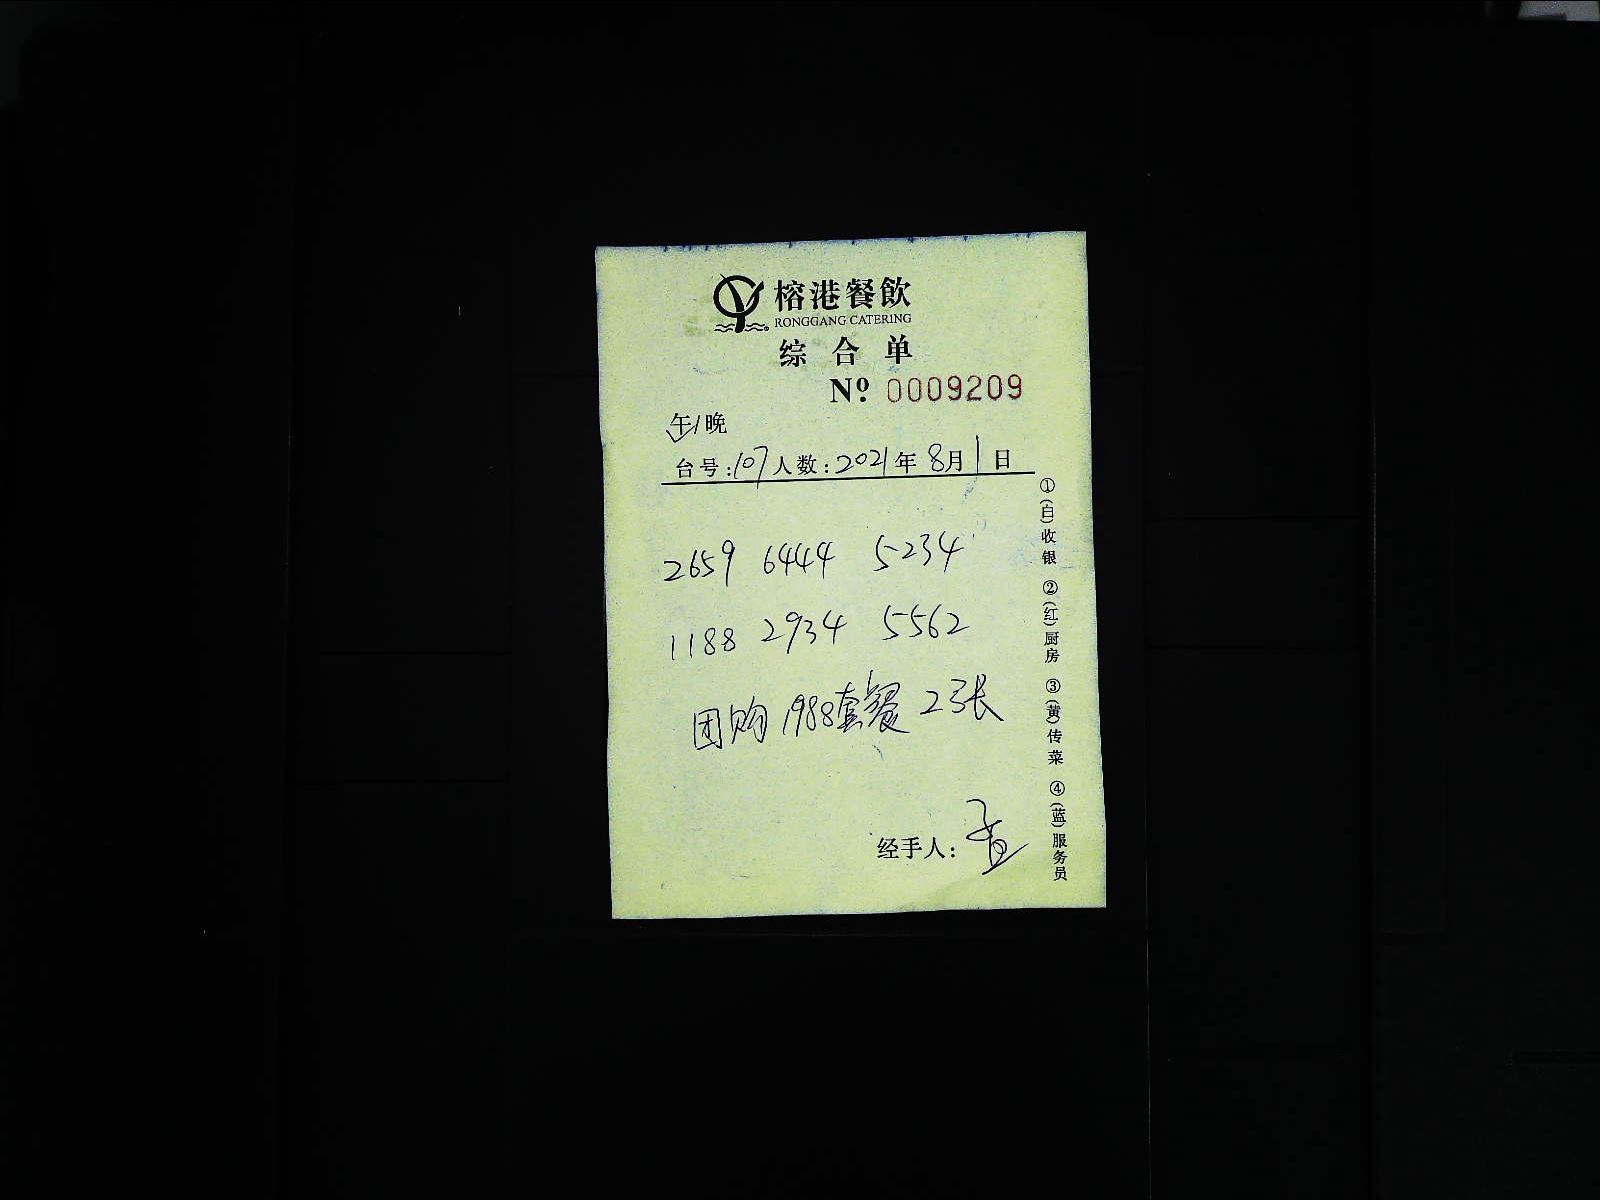 榕港餐飲
RONGGANG CATERING
综合单
Nº 0009209
午/晚
台号:107人数:2021年8月1日
2659 6444 5234
1188 2934 5562
团购 1988套餐 2张
经手人:
①(白)收银 ②(红)厨房 ③(黄)传菜 ④(蓝)服务员